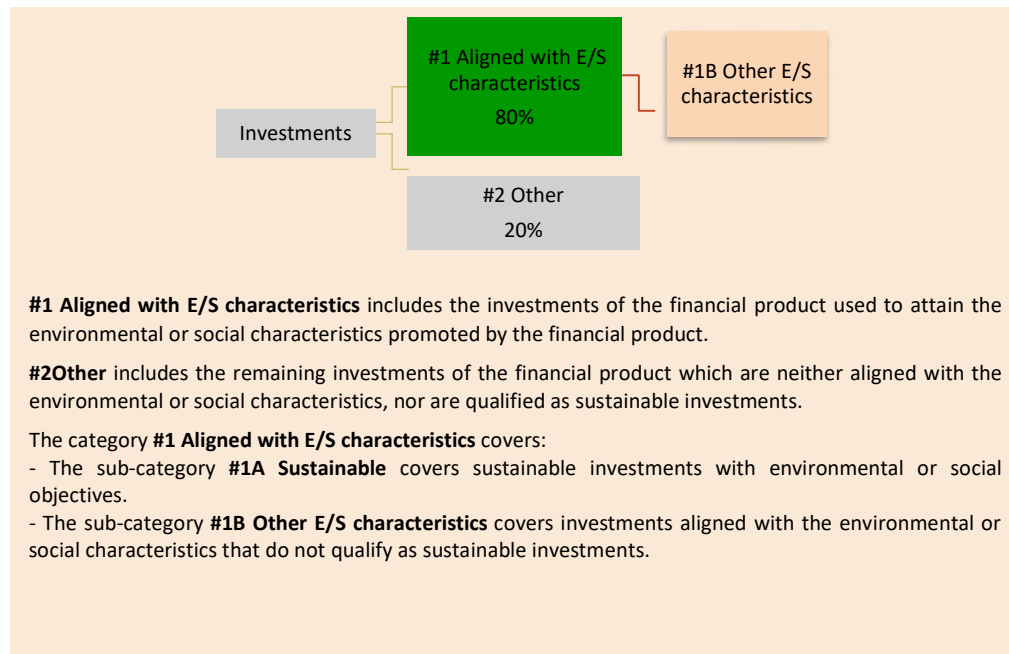 #1 Aligned with E/S
characteristics
80%
#1B Other E/S
characteristics
Investments
#2 Other
20%
#1 Aligned with E/S characteristics includes the investments of the financial product used to attain the
environmental or social characteristics promoted by the financial product.
#2Other includes the remaining investments of the financial product which are neither aligned with the
environmental or social characteristics, nor are qualified as sustainable investments.
The category #1 Aligned with E/S characteristics covers:
- The sub-category #1A Sustainable covers sustainable investments with environmental or social
objectives.
- The sub-category #1B Other E/S characteristics covers investments aligned with the environmental or
social characteristics that do not qualify as sustainable investments.